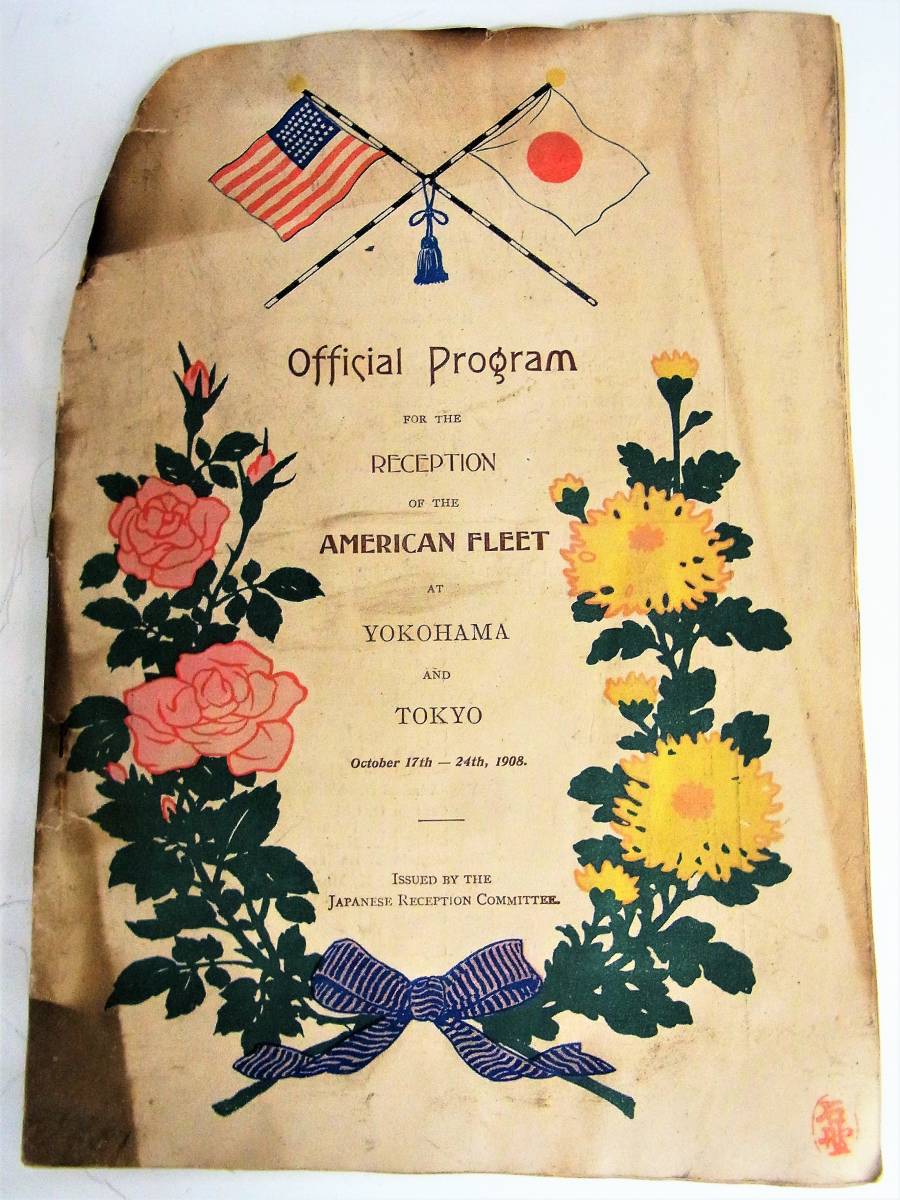 Official Program
FOR THE
RECEPTION
OF THE
AMERICAN FLEET
AT
YOKOHAMA
AND
TOKYO
October 17th — 24th, 1908.
ISSUED BY THE
JAPANESE RECEPTION COMMITTEE.